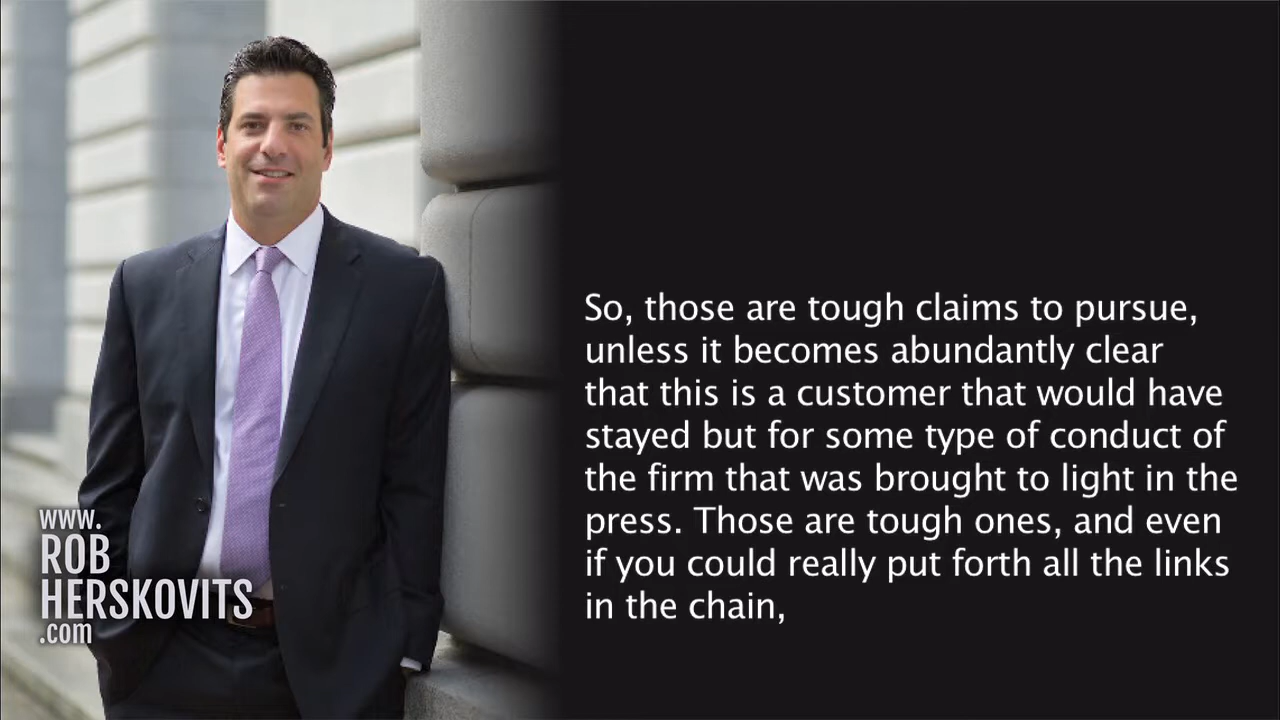 So, those are tough claims to pursue,
unless it becomes abundantly clear
that this is a customer that would have
stayed but for some type of conduct of
the firm that was brought to light in the
press. Those are tough ones, and even
if you could really put forth all the links
in the chain,
www.
ROB
HERSKOVITS
.com